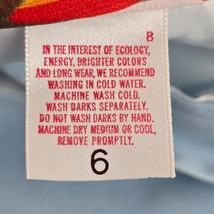 B
IN THE INTEREST OF ECOLOGY,
ENERGY, BRIGHTER COLORS
AND LONG WEAR, WE RECOMMEND
WASHING IN COLD WATER.
MACHINE WASH COLD.
WASH DARKS SEPARATELY.
DO NOT WASH DARKS BY HAND.
MACHINE DRY MEDIUM OR COOL,
REMOVE PROMPTLY.
6